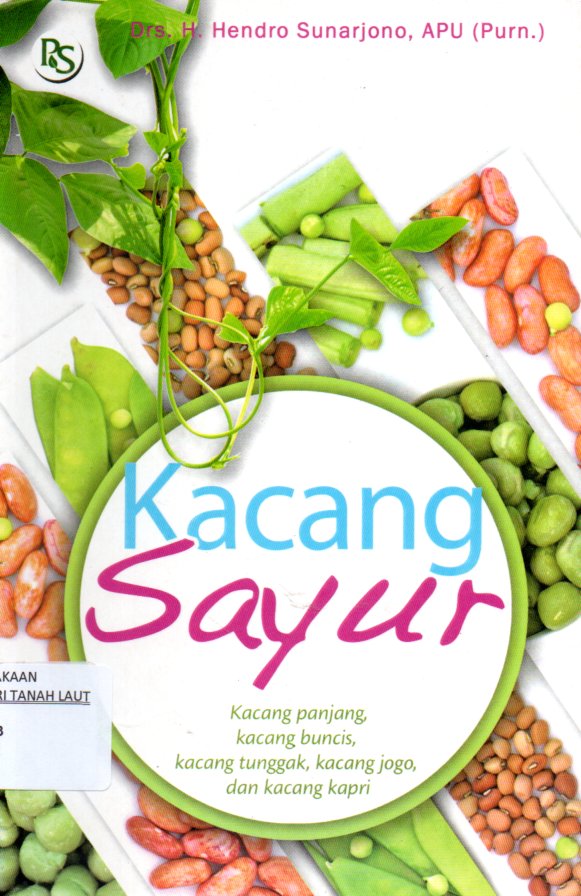 Drs. H. Hendro Sunarjono, APU (Purn.)
PS
Kacang
Sayur
AKAAN
RI TANAH LAUT
Kacang panjang,
kacang buncis,
kacang tunggak, kacang jogo,
dan kacang kapri